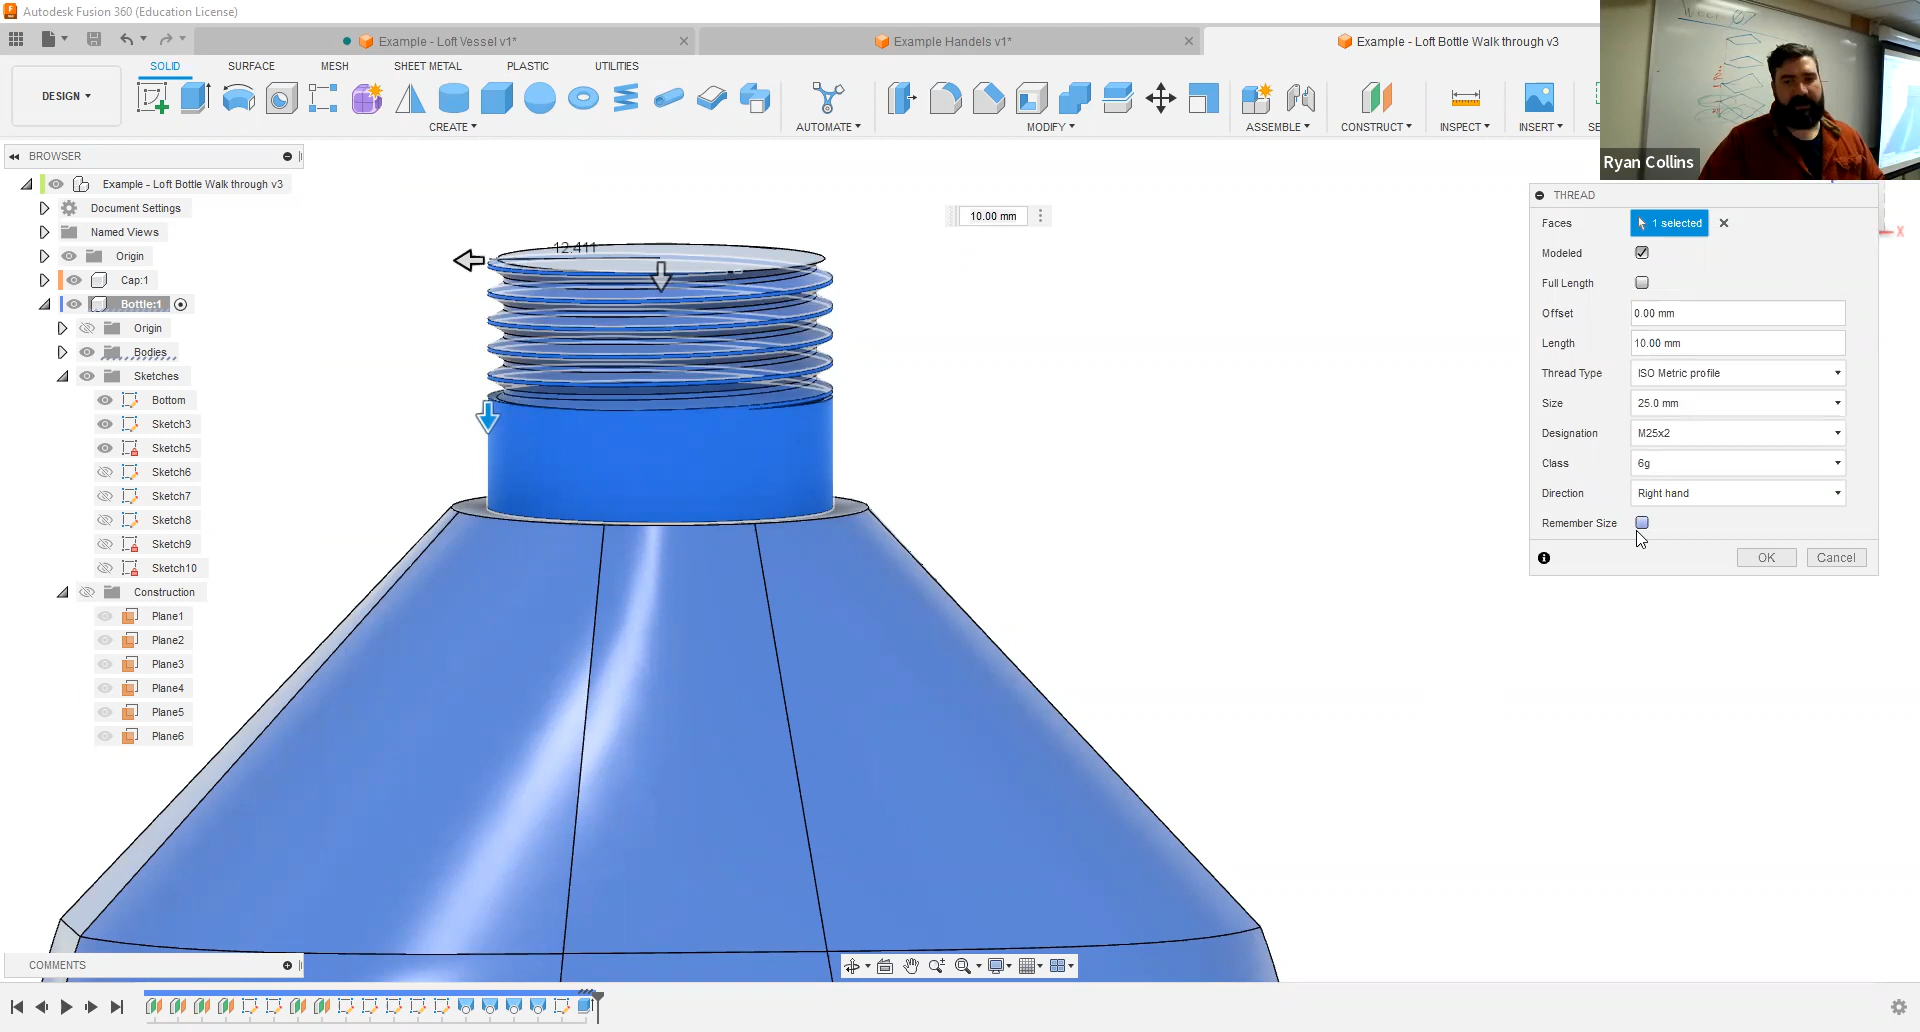 Autodesk Fusion 360 (Education License)
Example - Loft Vessel v1*
Example Handels v1*
Example - Loft Bottle Walk through v3
SOLID SURFACE MESH SHEET METAL PLASTIC UTILITIES
DESIGN
CREATE AUTOMATE MODIFY ASSEMBLE CONSTRUCT INSPECT INSERT SE
Ryan Collins
BROWSER
Example - Loft Bottle Walk through v3
Document Settings
Named Views
Origin
Cap:1
Bottle:1
Origin
Bodies
Sketches
Bottom
Sketch3
Sketch5
Sketch6
Sketch7
Sketch8
Sketch9
Sketch10
Construction
Plane1
Plane2
Plane3
Plane4
Plane5
Plane6
10.00 mm
12.411
X
THREAD
Faces 1 selected
Modeled
Full Length
Offset 0.00 mm
Length 10.00 mm
Thread Type ISO Metric profile
Size 25.0 mm
Designation M25x2
Class 6g
Direction Right hand
Remember Size
OK Cancel
COMMENTS